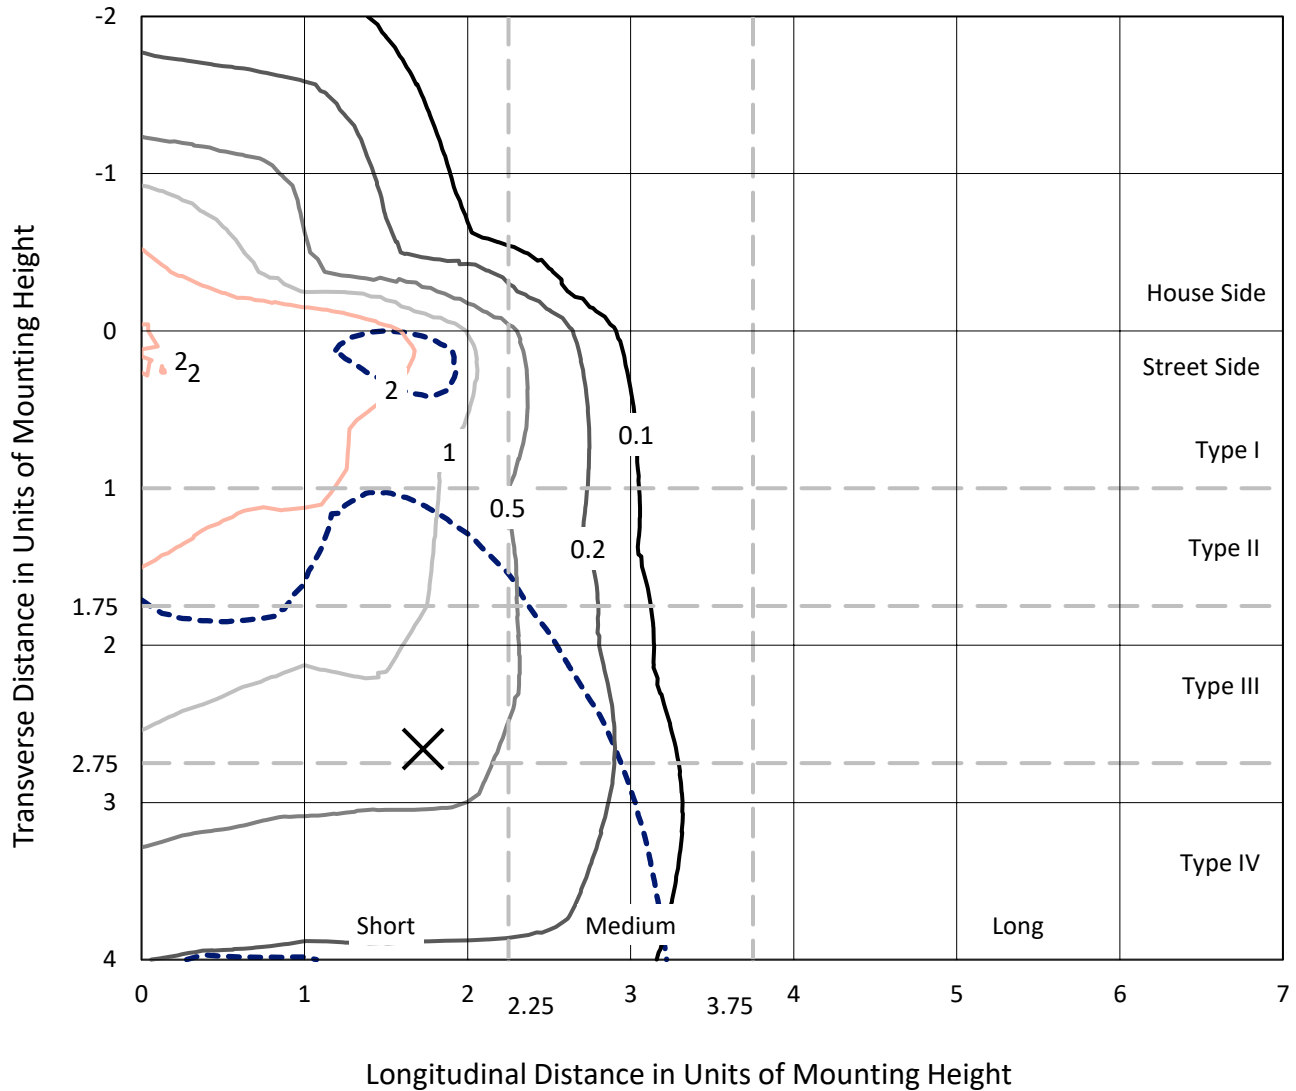 -2
-1
House Side
0
2
2
Street Side
2
0.1
1
Type I
1
0.5
0.2
Type II
1.75
2
Type III
2.75
3
Type IV
Short
Medium
Long
4
0
1
2
2.25
3
3.75
4
5
6
7
Transverse Distance in Units of Mounting Height
Longitudinal Distance in Units of Mounting Height